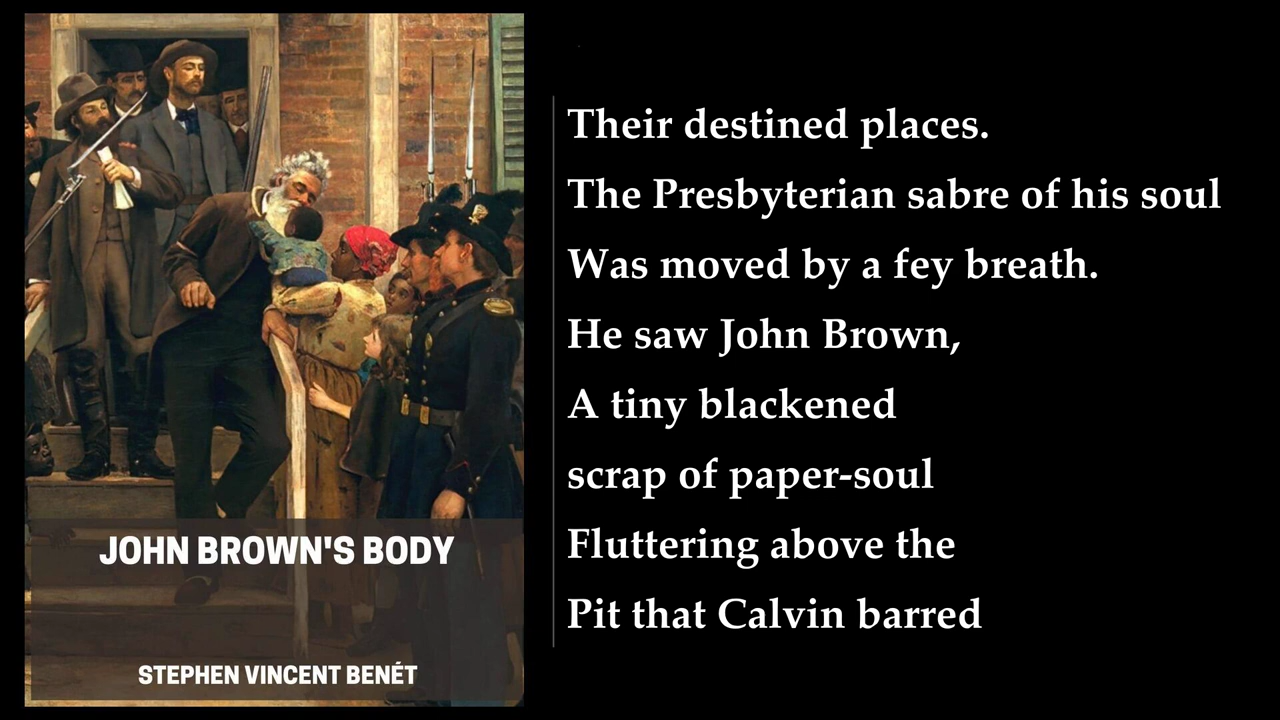 JOHN BROWN'S BODY
STEPHEN VINCENT BENÉT
Their destined places.
The Presbyterian sabre of his soul
Was moved by a fey breath.
He saw John Brown,
A tiny blackened
scrap of paper-soul
Fluttering above the
Pit that Calvin barred